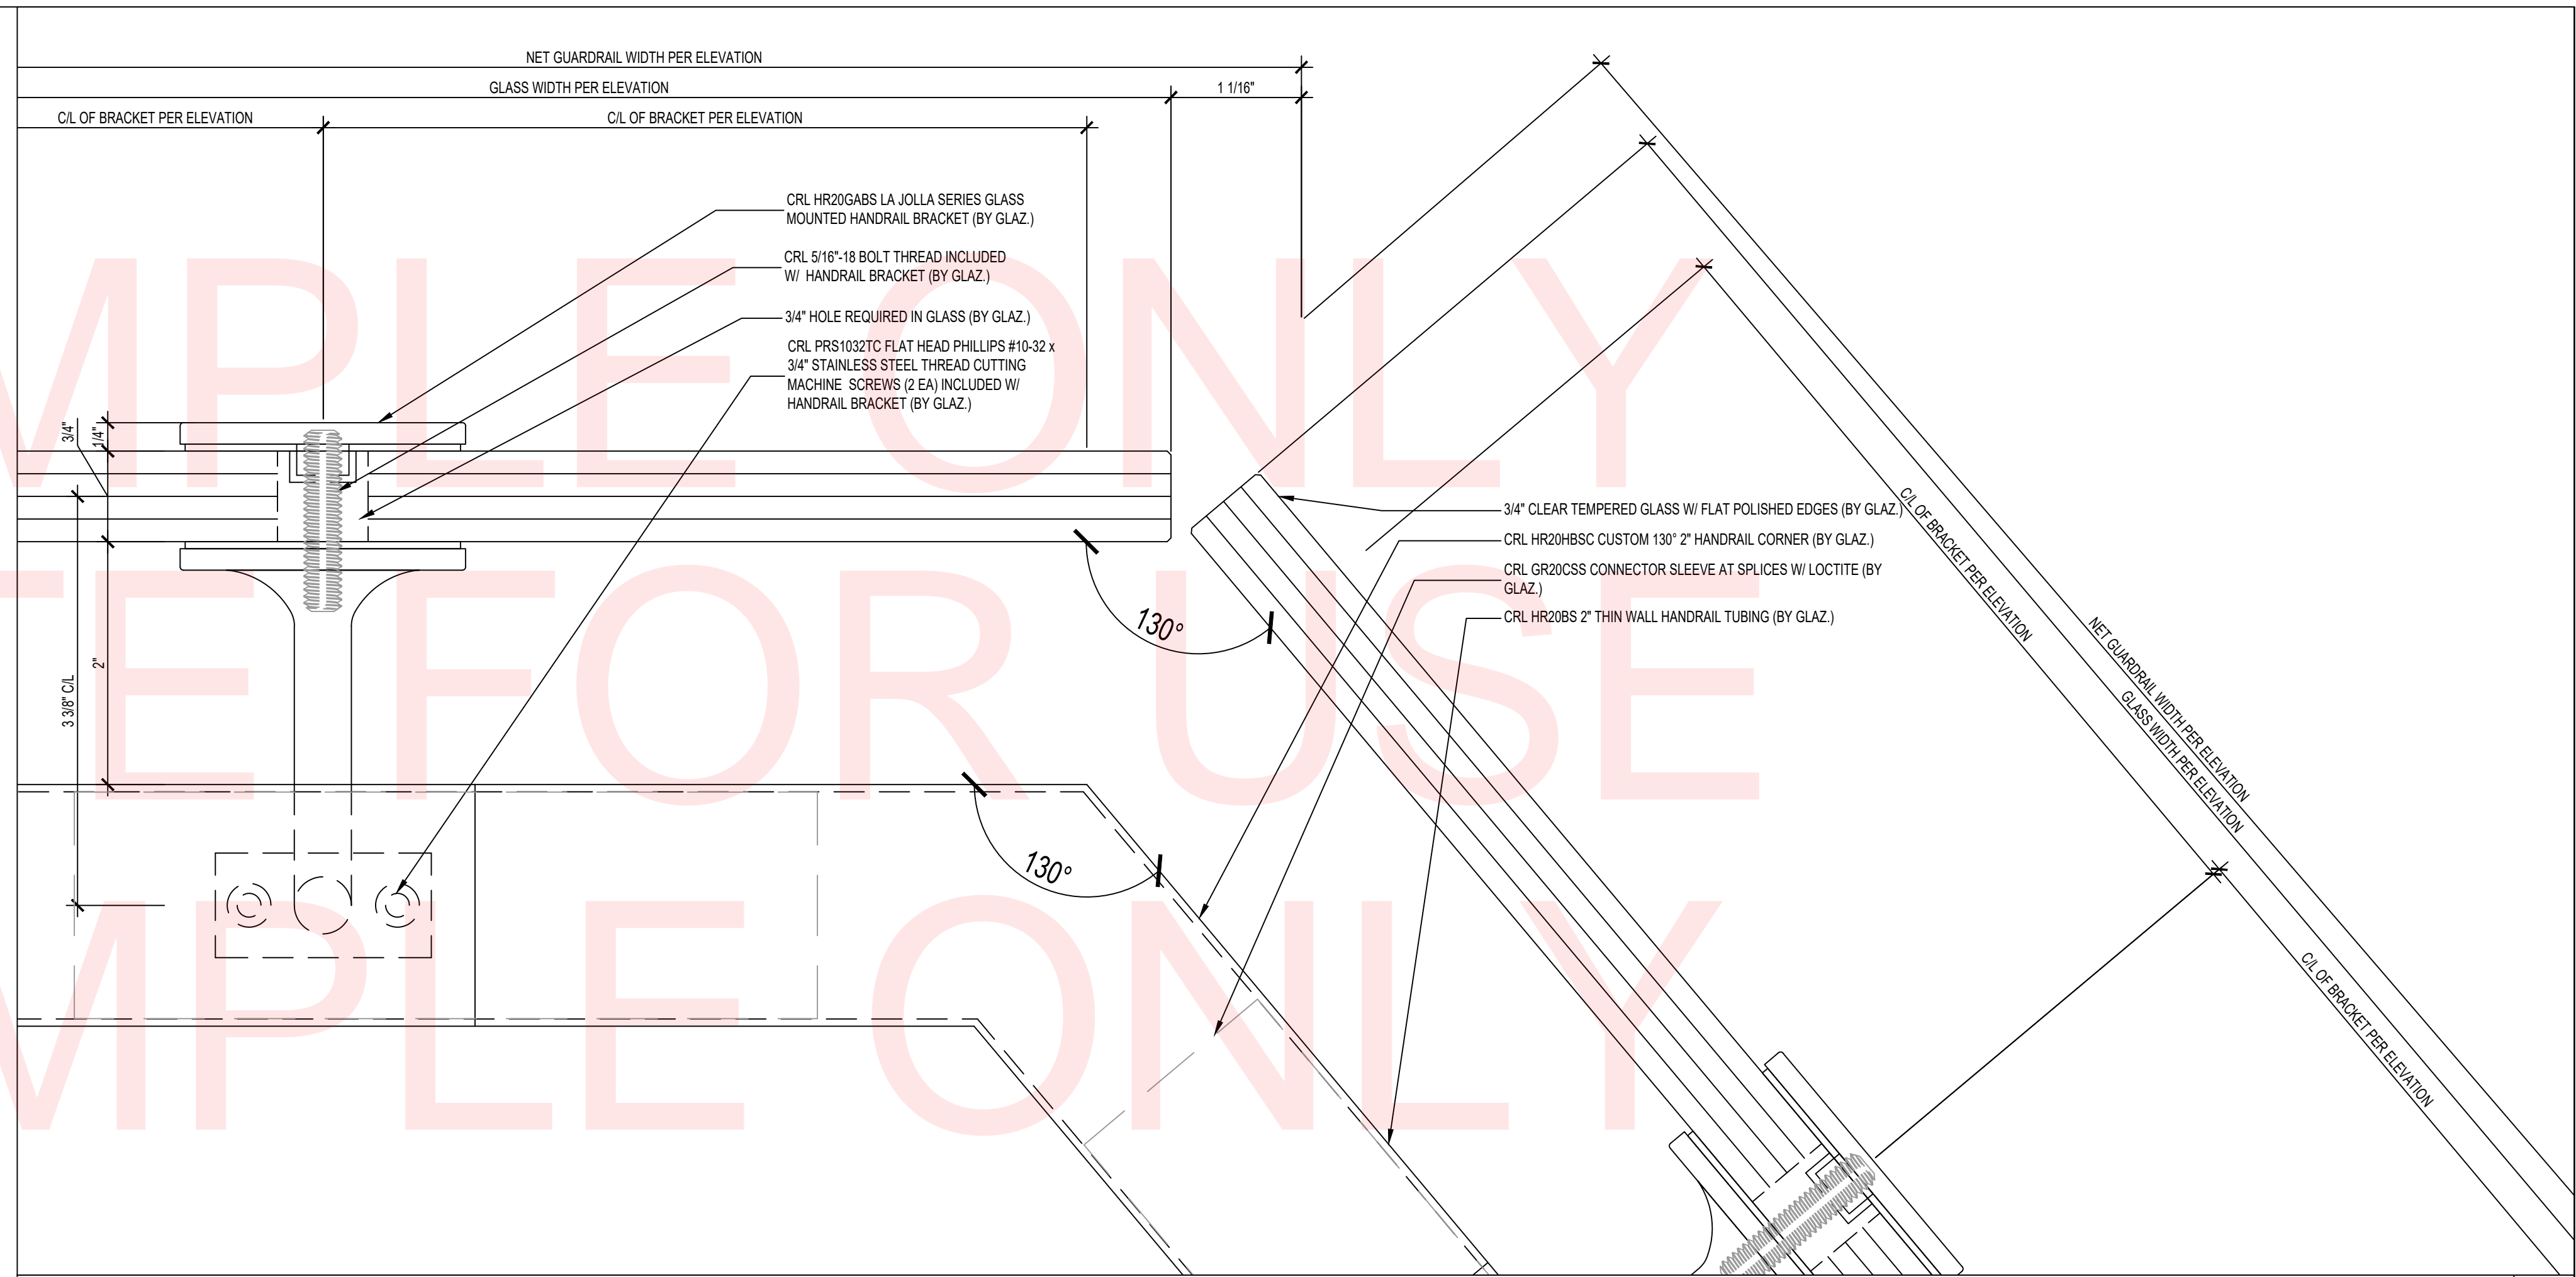 NET GUARDRAIL WIDTH PER ELEVATION
GLASS WIDTH PER ELEVATION
1 1/16"
C/L OF BRACKET PER ELEVATION
C/L OF BRACKET PER ELEVATION
CRL HR20GABS LA JOLLA SERIES GLASS
MOUNTED HANDRAIL BRACKET (BY GLAZ.)
CRL 5/16"-18 BOLT THREAD INCLUDED
W/ HANDRAIL BRACKET (BY GLAZ.)
3/4" HOLE REQUIRED IN GLASS (BY GLAZ.)
CRL PRS1032TC FLAT HEAD PHILLIPS #10-32 x
3/4" STAINLESS STEEL THREAD CUTTING
MACHINE SCREWS (2 EA) INCLUDED W/
HANDRAIL BRACKET (BY GLAZ.)
3/4"
1/4"
2"
3 3/8" C/L
130°
130°
3/4" CLEAR TEMPERED GLASS W/ FLAT POLISHED EDGES (BY GLAZ.)
CRL HR20HBSC CUSTOM 130° 2" HANDRAIL CORNER (BY GLAZ.)
CRL GR20CSS CONNECTOR SLEEVE AT SPLICES W/ LOCTITE (BY
GLAZ.)
CRL HR20BS 2" THIN WALL HANDRAIL TUBING (BY GLAZ.)
C/L OF BRACKET PER ELEVATION
NET GUARDRAIL WIDTH PER ELEVATION
GLASS WIDTH PER ELEVATION
C/L OF BRACKET PER ELEVATION
MPLE ONLY
TE FOR USE
MPLE ONLY